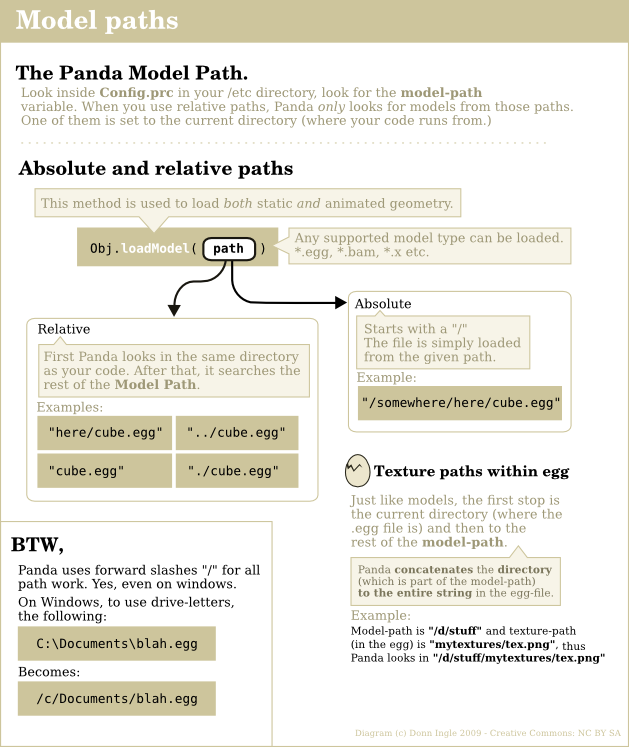 Model paths
The Panda Model Path.
Look inside Config.prc in your /etc directory, look for the model-path
variable. When you use relative paths, Panda only looks for models from those paths.
One of them is set to the current directory (where your code runs from.)
Absolute and relative paths
This method is used to load both static and animated geometry.
Obj.loadModel( path )
Any supported model type can be loaded.
*.egg, *.bam, *.x etc.
Relative
First Panda looks in the same directory
as your code. After that, it searches the
rest of the Model Path.
Examples:
"here/cube.egg"
"../cube.egg"
"cube.egg"
"./cube.egg"
Absolute
Starts with a "/"
The file is simply loaded
from the given path.
Example:
"/somewhere/here/cube.egg"
Texture paths within egg
Just like models, the first stop is
the current directory (where the
.egg file is) and then to the
rest of the model-path.
Panda concatenates the directory
(which is part of the model-path)
to the entire string in the egg-file.
Example:
Model-path is "/d/stuff" and texture-path
(in the egg) is "mytextures/tex.png", thus
Panda looks in "/d/stuff/mytextures/tex.png"
BTW,
Panda uses forward slashes "/" for all
path work. Yes, even on windows.
On Windows, to use drive-letters,
the following:
C:\Documents\blah.egg
Becomes:
/c/Documents/blah.egg
Diagram (c) Donn Ingle 2009 - Creative Commons: NC BY SA